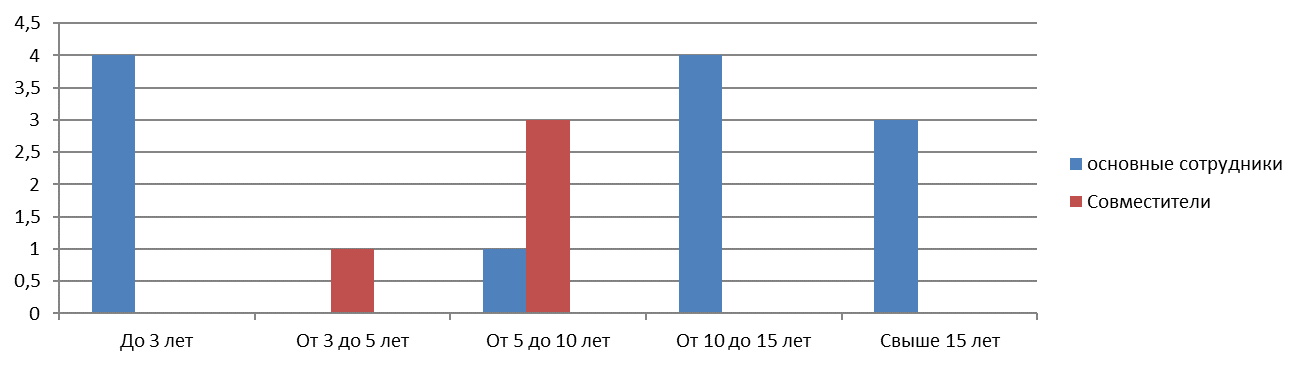 4,5
4
3,5
3
2,5
2
1,5
1
0,5
0
До 3 лет
От 3 до 5 лет
От 5 до 10 лет
От 10 до 15 лет
Свыше 15 лет
основные сотрудники
Совместители